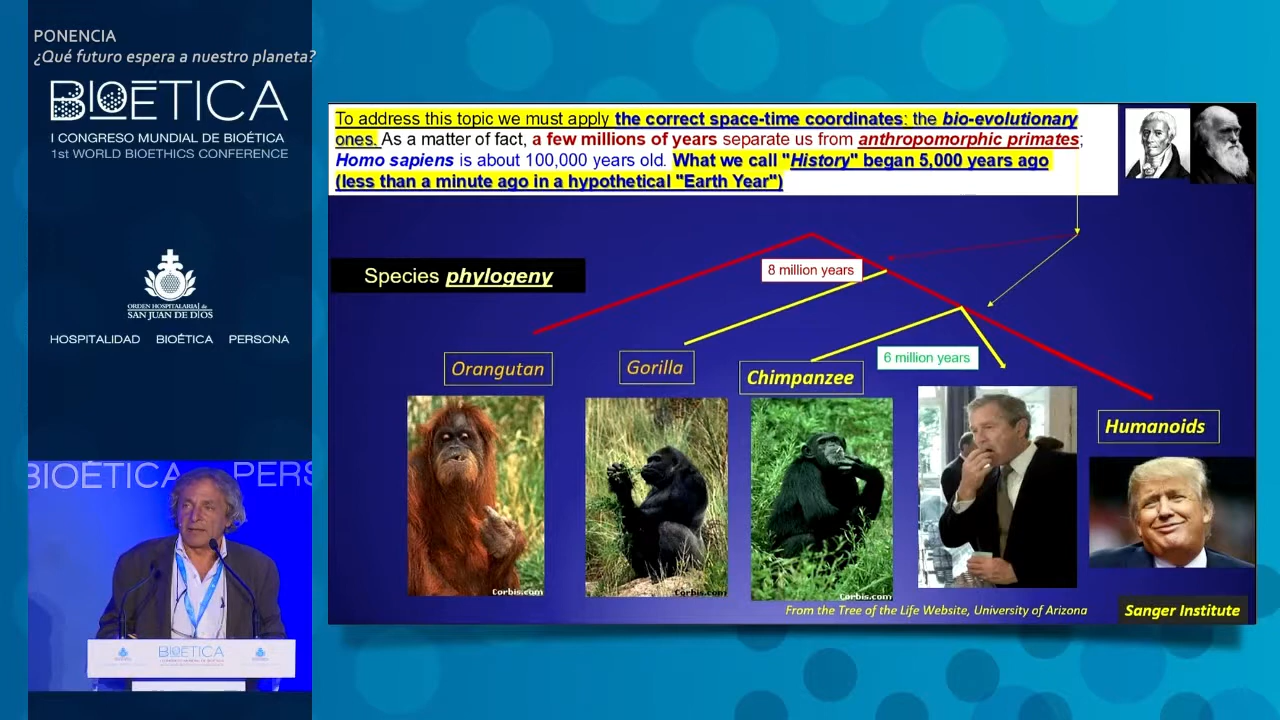 PONENCIA
¿Qué futuro espera a nuestro planeta?
BIOÉTICA
I CONGRESO MUNDIAL DE BIOÉTICA
1st WORLD BIOETHICS CONFERENCE
ORDEN HOSPITALARIA de
SAN JUAN DE DIOS
HOSPITALIDAD BIOÉTICA PERSONA
BIOÉTICA PERS
BIOÉTICA
To address this topic we must apply the correct space-time coordinates: the bio-evolutionary
ones. As a matter of fact, a few millions of years separate us from anthropomorphic primates;
Homo sapiens is about 100,000 years old. What we call "History" began 5,000 years ago
(less than a minute ago in a hypothetical "Earth Year")
Species phylogeny
8 million years
6 million years
Orangutan
Gorilla
Chimpanzee
Humanoids
Corbis.com
Corbis.com
Corbis.com
From the Tree of the Life Website, University of Arizona
Sanger Institute